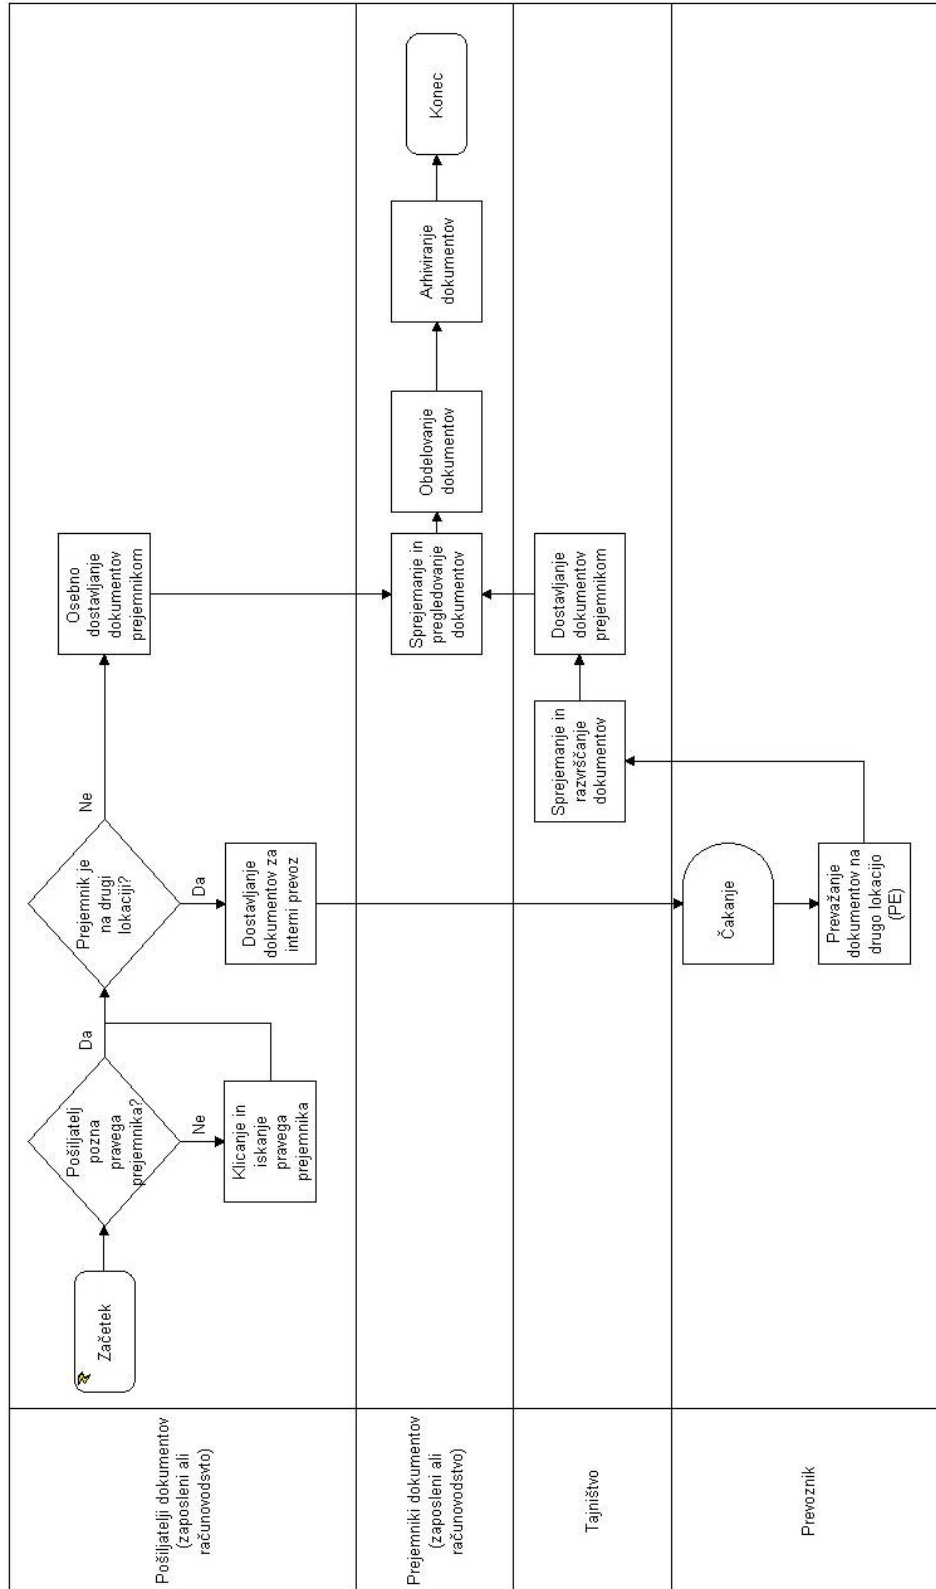 Pošiljatelji dokumentov
(zaposleni ali
računovodsvto)
Začetek
Pošiljatelj
pozna
pravega
prejemnika?
Da
Ne
Klicanje in
iskanje
pravega
prejemnika
Prejemnik je
na drugi
lokaciji?
Ne
Da
Dostavljanje
dokumentov za
interni prevoz
Osebno
dostavljanje
dokumentov
prejemnikom
Prejemniki dokumentov
(zaposleni ali
računovodstvo)
Sprejemanje in
pregledovanje
dokumentov
Obdelovanje
dokumentov
Arhiviranje
dokumentov
Konec
Tajništvo
Sprejemanje in
razvrščanje
dokumentov
Dostavljanje
dokumentov
prejemnikom
Prevoznik
Čakanje
Prevažanje
dokumentov na
drugo lokacijo
(PE)